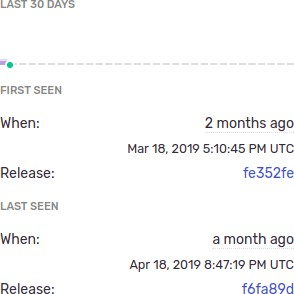 LAST 30 DAYS
FIRST SEEN
When: 2 months ago
Mar 18, 2019 5:10:45 PM UTC
Release: fe352fe
LAST SEEN
When: a month ago
Apr 18, 2019 8:47:19 PM UTC
Release: f6fa89d